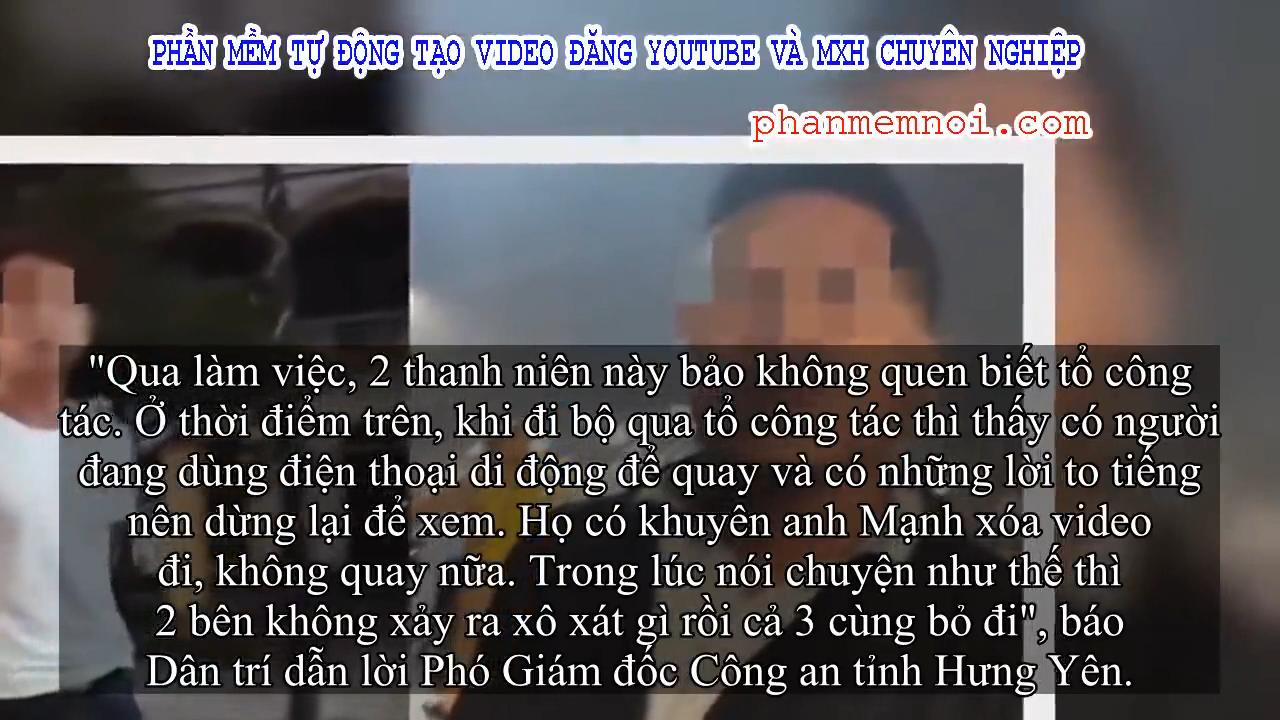 PHẦN MỀM TỰ ĐỘNG TẠO VIDEO ĐĂNG YOUTUBE VÀ MXH CHUYÊN NGHIỆP
phanmemnoi.com
"Qua làm việc, 2 thanh niên này bảo không quen biết tổ công
tác. Ở thời điểm trên, khi đi bộ qua tổ công tác thì thấy có người
đang dùng điện thoại di động để quay và có những lời to tiếng
nên dừng lại để xem. Họ có khuyên anh Mạnh xóa video
đi, không quay nữa. Trong lúc nói chuyện như thế thì
2 bên không xảy ra xô xát gì rồi cả 3 cùng bỏ đi", báo
Dân trí dẫn lời Phó Giám đốc Công an tỉnh Hưng Yên.